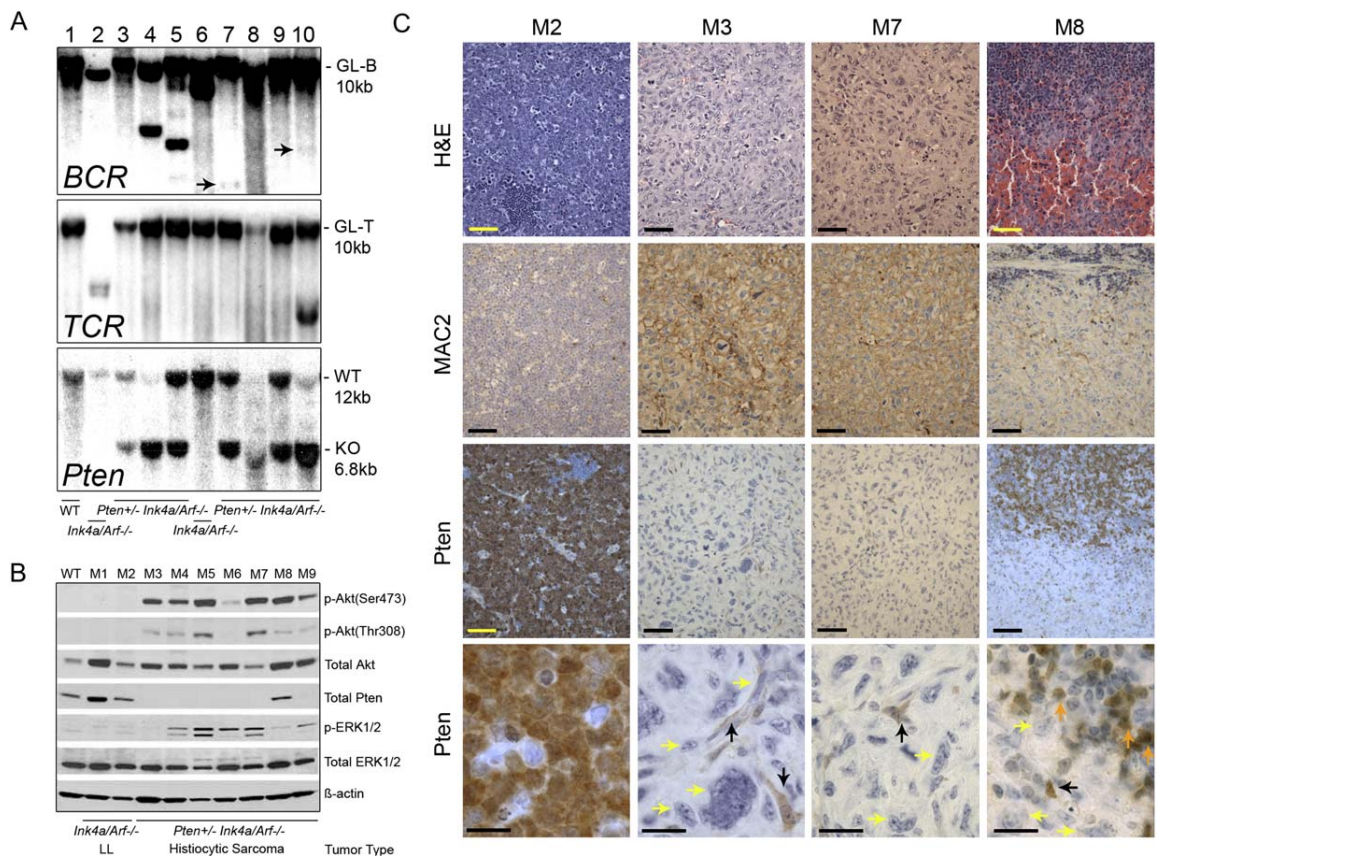 A
1 2 3 4 5 6 7 8 9 10
- GL-B
10kb
BCR
- GL-T
10kb
TCR
- WT
12kb
- KO
6.8kb
Pten
WT Pten+/- Ink4a/Arf-/- Pten+/- Ink4a/Arf-/-
Ink4a/Arf-/- Ink4a/Arf-/-
B
WT M1 M2 M3 M4 M5 M6 M7 M8 M9
p-Akt(Ser473)
p-Akt(Thr308)
Total Akt
Total Pten
p-ERK1/2
Total ERK1/2
ß-actin
Ink4a/Arf-/- Pten+/- Ink4a/Arf-/-
LL Histiocytic Sarcoma Tumor Type
C
M2 M3 M7 M8
H&E
MAC2
Pten
Pten